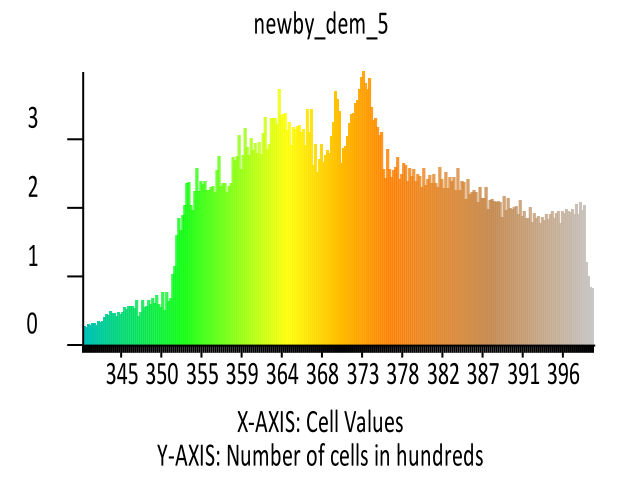 newby_dem_5
3
2
1
0
345 350 355 359 364 368 373 378 382 387 391 396
X-AXIS: Cell Values
Y-AXIS: Number of cells in hundreds